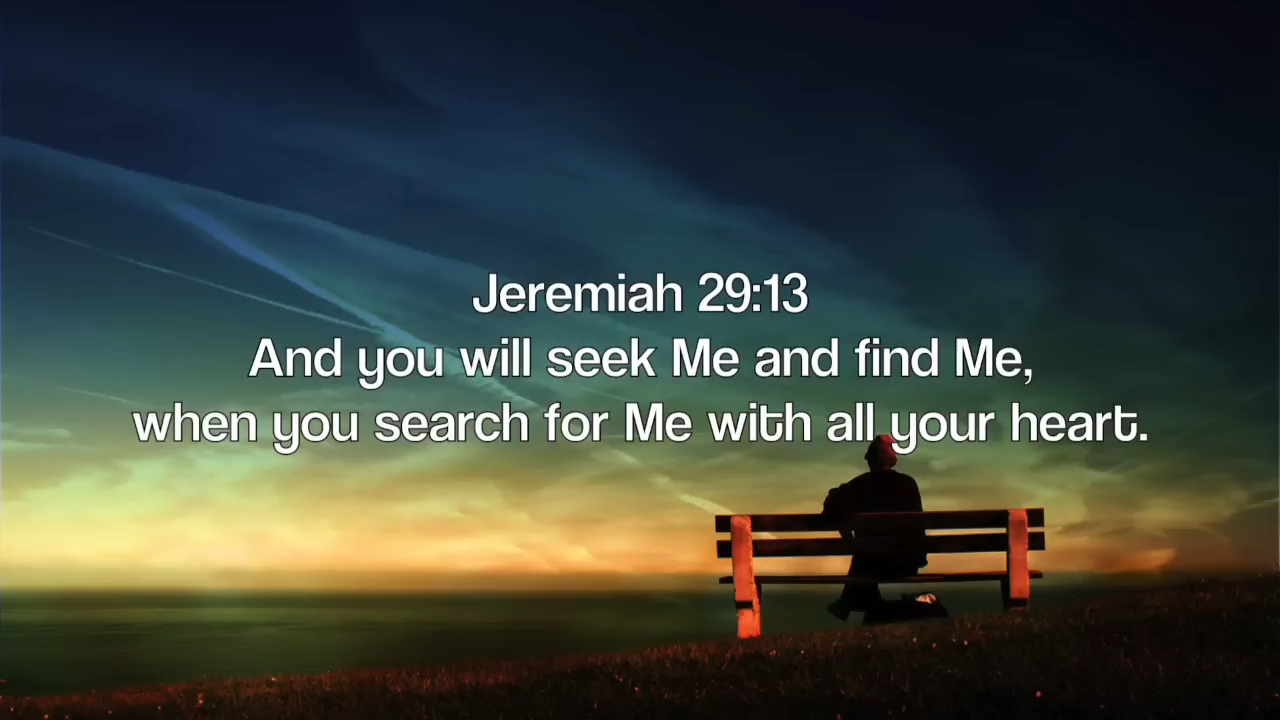 Jeremiah 29:13
And you will seek Me and find Me,
when you search for Me with all your heart.